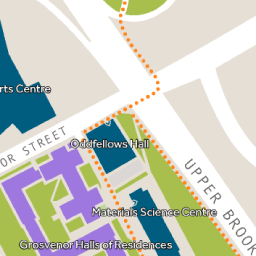 rts Centre
OR STREET
Oddfellows Hall
UPPER BROOK
Materials Science Centre
Grosvenor Halls of Residences